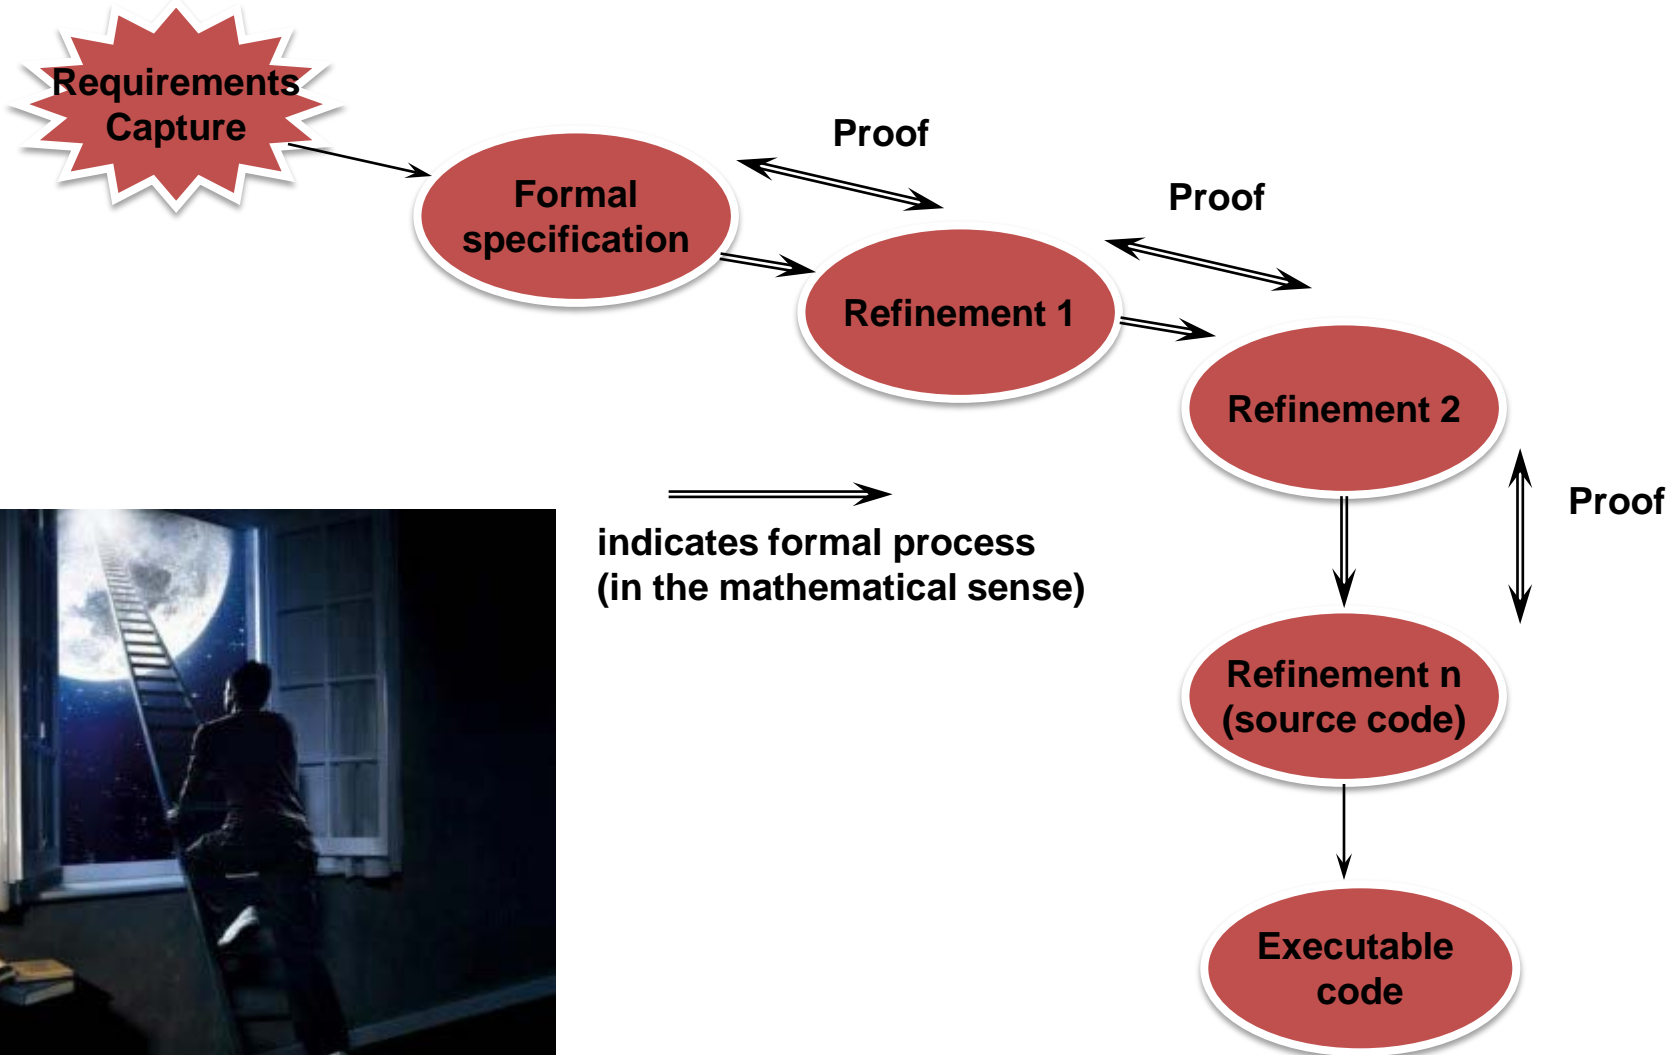 Requirements
Capture
Formal
specification
Proof
Refinement 1
Proof
Refinement 2
Proof
indicates formal process
(in the mathematical sense)
Refinement n
(source code)
Executable
code